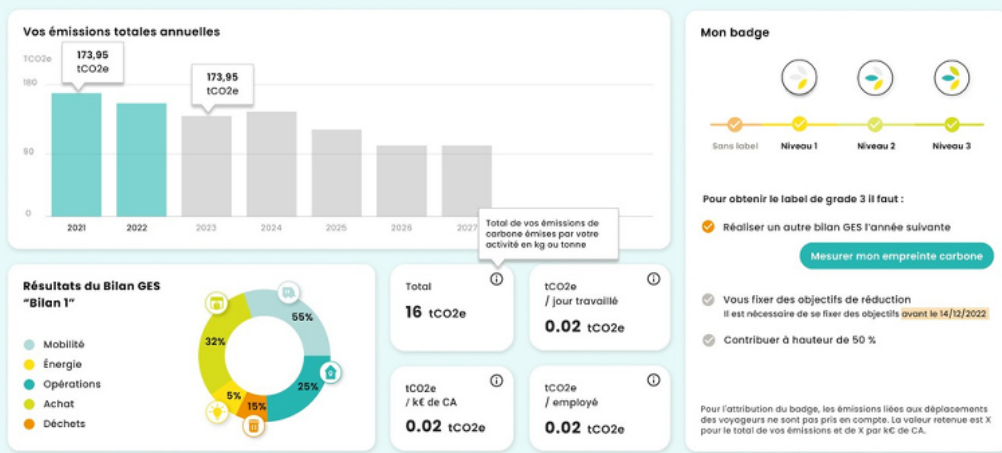 Vos émissions totales annuelles
TCO2e
173,95
tCO2e
173,95
tCO2e
180
90
0
2021
2022
2023
2024
2025
2026
2027
Total de vos émissions de
carbone émises par votre
activité en kg ou tonne
Résultats du Bilan GES
“Bilan 1”
Mobilité
Énergie
Opérations
Achat
Déchets
55%
32%
25%
5%
15%
Total
16 tCO2e
tCO2e
/ jour travaillé
0.02 tCO2e
tCO2e
/ k€ de CA
0.02 tCO2e
tCO2e
/ employé
0.02 tCO2e
Mon badge
Sans label
Niveau 1
Niveau 2
Niveau 3
Pour obtenir le label de grade 3 il faut :
Réaliser un autre bilan GES l'année suivante
Mesurer mon empreinte carbone
Vous fixer des objectifs de réduction
Il est nécessaire de se fixer des objectifs avant le 14/12/2022
Contribuer à hauteur de 50 %
Pour l'attribution du badge, les émissions liées aux déplacements
des voyageurs ne sont pas pris en compte. La valeur retenue est X
pour le total de vos émissions et de X par k€ de CA.